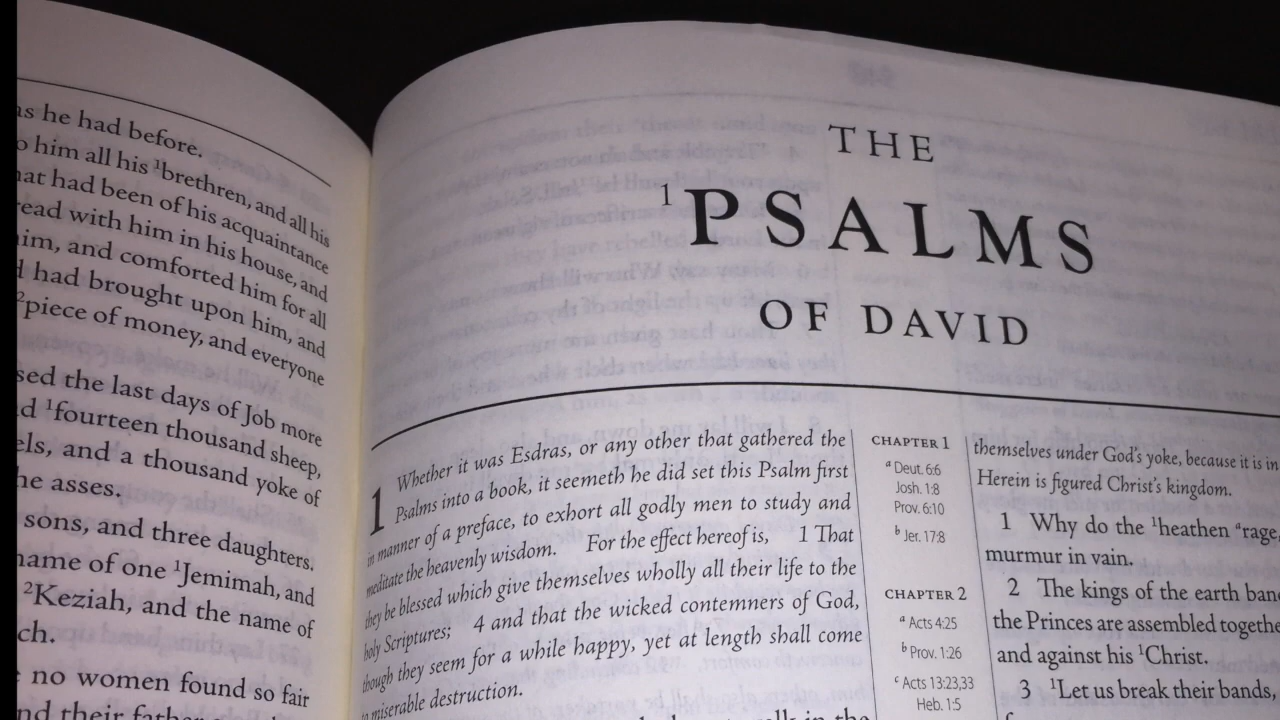 as he had before.
him all his ¹brethren, and all his
had been of his acquaintance
with him in his house, and
and comforted him for all
had brought upon him, and
²piece of money, and everyone
the last days of Job more
¹fourteen thousand sheep,
and a thousand yoke of
asses.
sons, and three daughters.
name of one ¹Jemimah, and
²Keziah, and the name of
no women found so fair
their
THE
¹PSALMS
OF DAVID
1 Whether it was Esdras, or any other that gathered the
Psalms into a book, it seemeth he did set this Psalm first
in manner of a preface, to exhort all godly men to study and
meditate the heavenly wisdom. For the effect hereof is, 1 That
they be blessed which give themselves wholly all their life to the
holy Scriptures; 4 and that the wicked contemners of God,
though they seem for a while happy, yet at length shall come
to miserable destruction.
in the
CHAPTER 1
a Deut. 6:6
Josh. 1:8
Prov. 6:10
b Jer. 17:8
CHAPTER 2
a Acts 4:25
b Prov. 1:26
c Acts 13:23,33
Heb. 1:5
themselves under God's yoke, because it is in
Herein is figured Christ's kingdom.
1 Why do the ¹heathen ᵃrage,
murmur in vain.
2 The kings of the earth
the Princes are assembled
and against his ¹Christ.
3 ¹Let us break their bands,